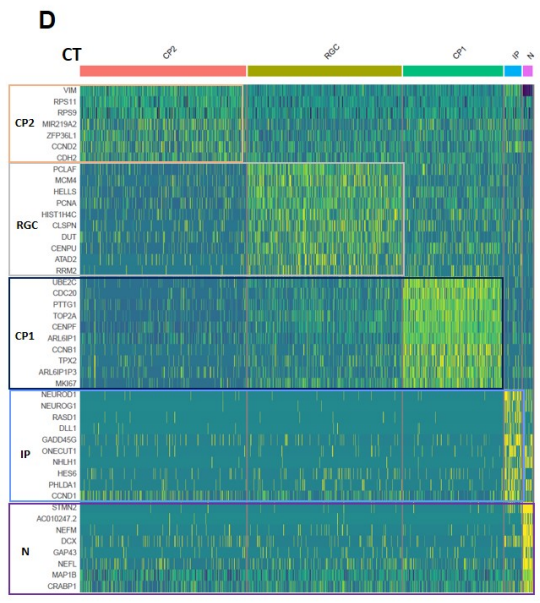 D
CT
CP2
RGC
CP1
IP
N
CP2
VIM
RPS11
RPS9
MIR219A2
ZFP36L1
CCND2
CDH2
RGC
PCLAF
MCM4
HELLS
PCNA
HIST1H4C
CLSPN
DUT
CENPU
ATAD2
RRM2
CP1
UBE2C
CDC20
PTTG1
TOP2A
CENPF
ARL6IP1
CCNB1
TPX2
ARL6IP1P3
MKI67
IP
NEUROD1
NEUROG1
RASD1
DLL1
GADD45G
ONECUT1
NHLH1
HES6
PHLDA1
CCND1
N
STMN2
AC010247.2
NEFM
DCX
GAP43
NEFL
MAP1B
CRABP1